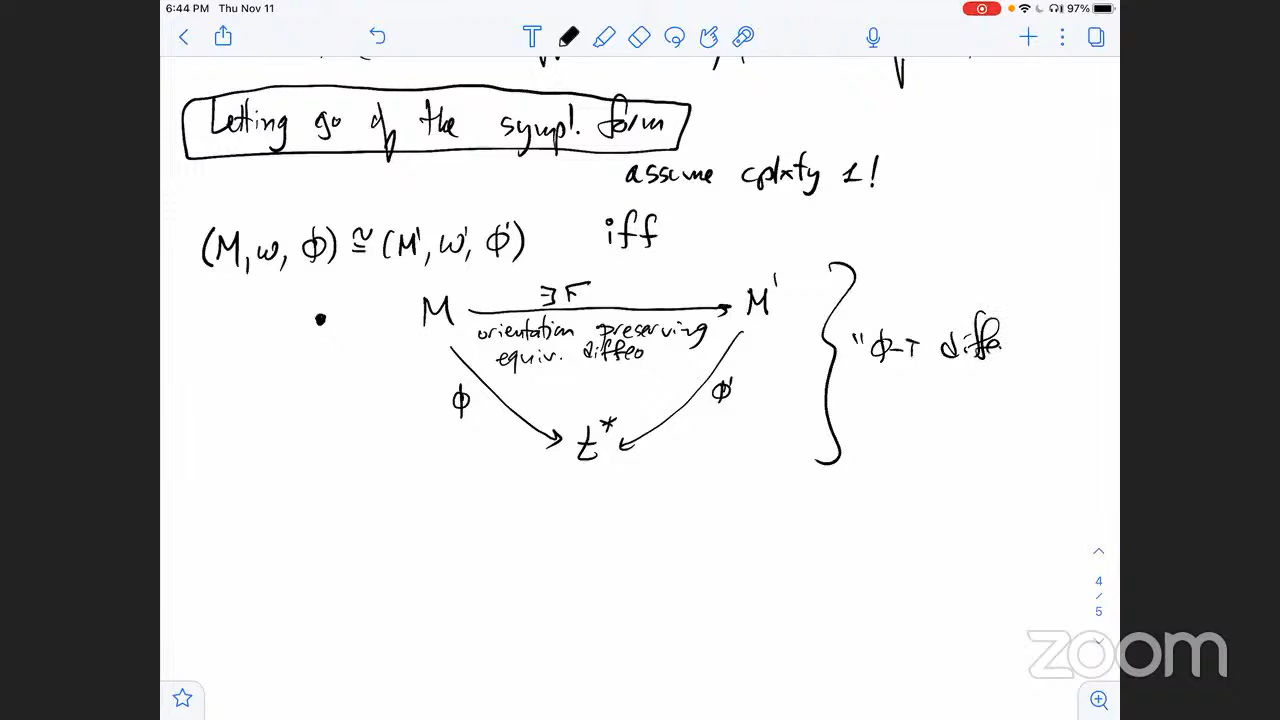 6:44 PM Thu Nov 11
97%
Letting go of the sympl. form
assume cplxty 1!
(M, ω, Φ) ≅ (M', ω', Φ') iff
• M ∃F M'
orientation preserving
equiv. diffeo
"Φ-T diffe
Φ Φ'
t*
4
/
5
zoom